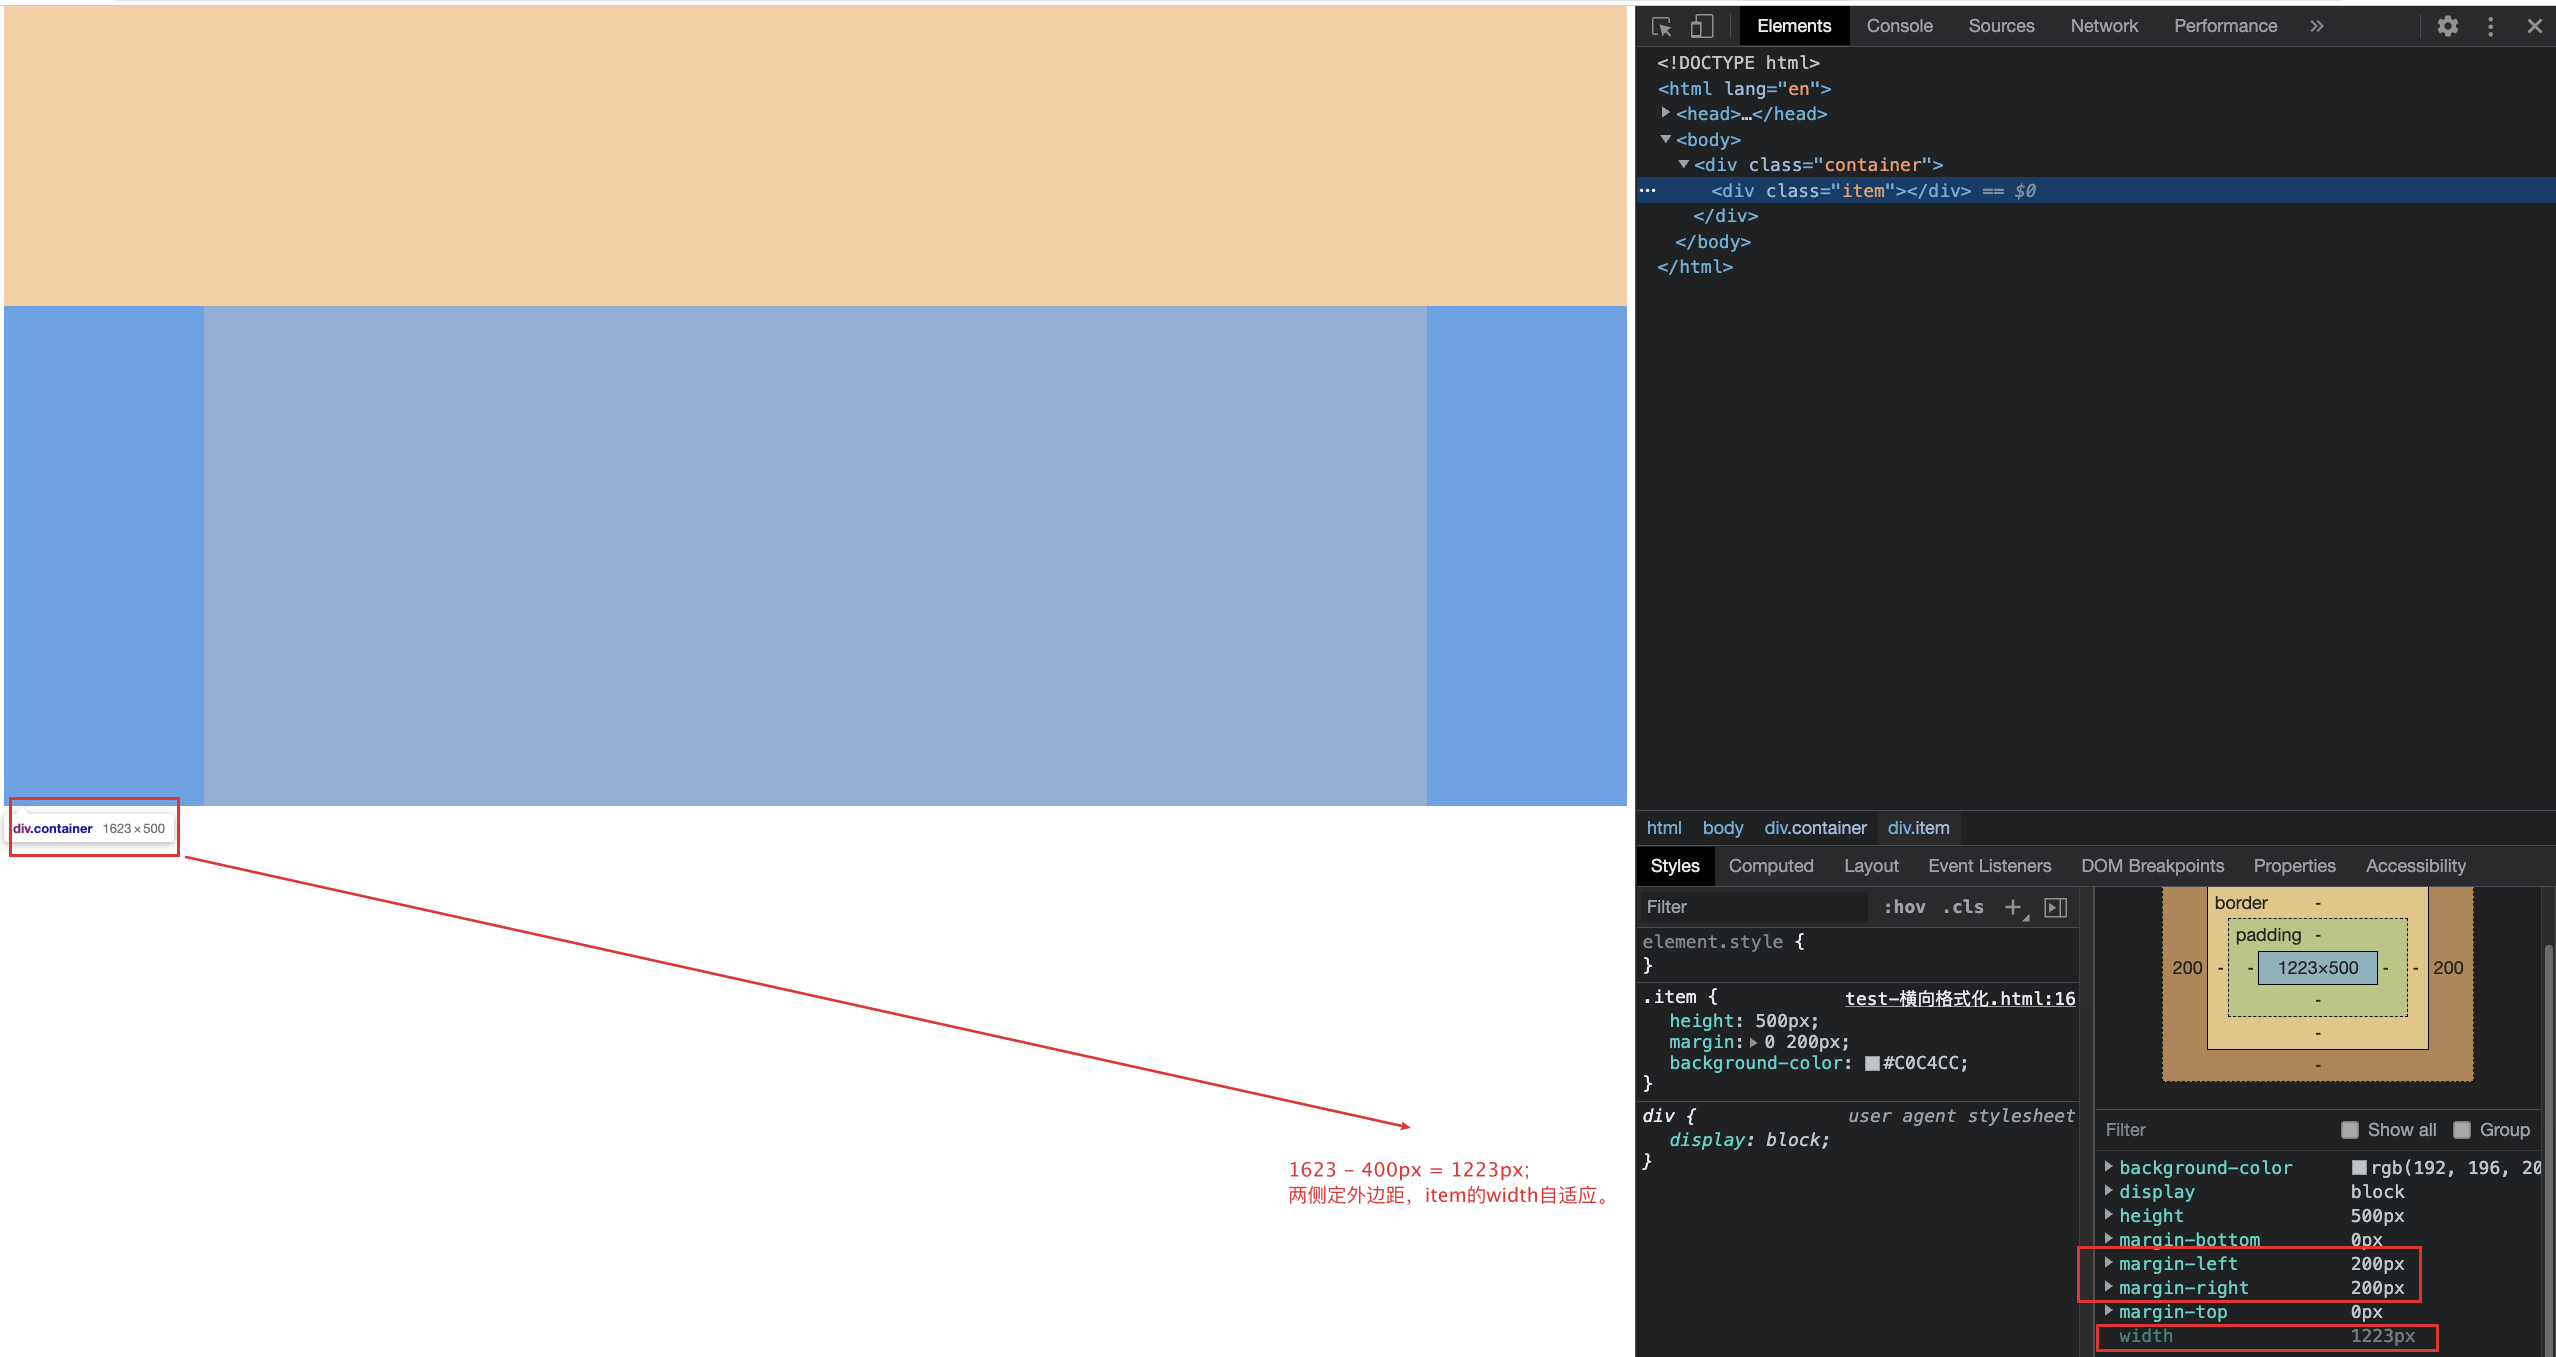 div.container 1623 × 500
1623 - 400px = 1223px;
两侧定外边距，item的width自适应。
Elements Console Sources Network Performance »
<!DOCTYPE html>
<html lang="en">
<head>…</head>
<body>
<div class="container">
… <div class="item"></div> == $0
</div>
</body>
</html>
html body div.container div.item
Styles Computed Layout Event Listeners DOM Breakpoints Properties Accessibility
Filter :hov .cls +
element.style {
}
.item { test-横向格式化.html:16
height: 500px;
margin: 0 200px;
background-color: #C0C4CC;
}
div { user agent stylesheet
display: block;
}
border -
padding -
200 - - 1223×500 - - 200
-
-
-
Filter Show all Group
background-color rgb(192, 196, 20
display block
height 500px
margin-bottom 0px
margin-left 200px
margin-right 200px
margin-top 0px
width 1223px